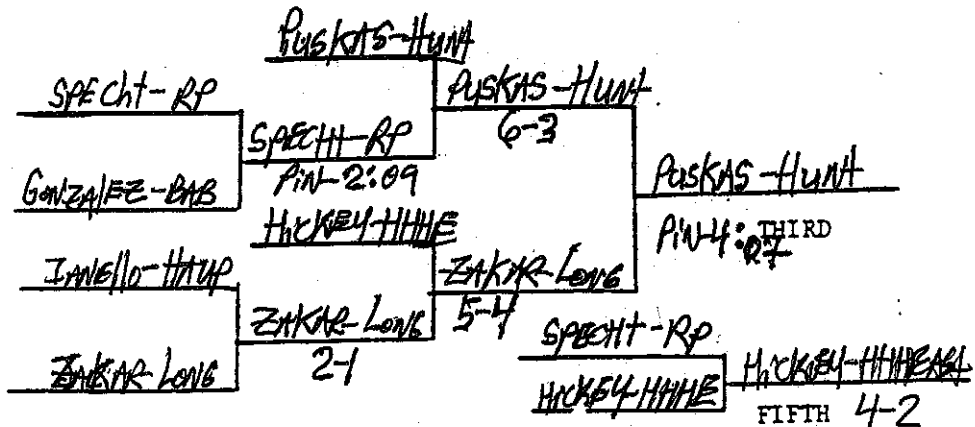 PUSKAS-HUNT
SPECht-RP
PUSKAS-HUNT
6-3
SPECHT-RP
PiN-2:09
GONZAlEZ-BAB
PUSKAS-HUNT
HicKEY-HHHE
PiN-4:27 THIRD
IANEllo-HAUP
ZAKAR-LONG
5-4
ZAKAR-LONG
2-1
SPECHt-RP
ZAKAR-LONG
HicKEY-HHHE
HicKEY-HHHE
FIFTH 4-2